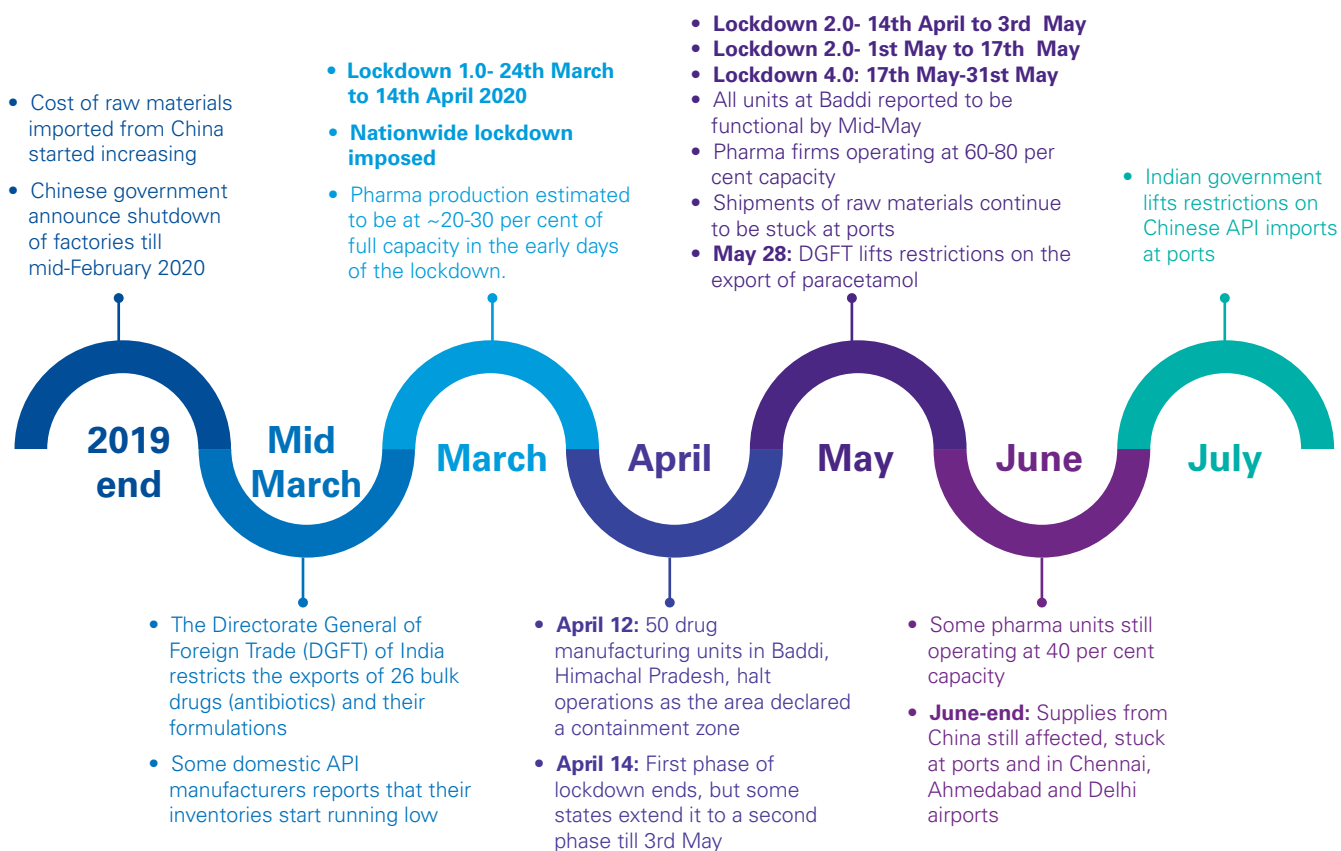 • Cost of raw materials
imported from China
started increasing
• Chinese government
announce shutdown
of factories till
mid-February 2020
2019
end
• The Directorate General of
Foreign Trade (DGFT) of India
restricts the exports of 26 bulk
drugs (antibiotics) and their
formulations
• Some domestic API
manufacturers reports that their
inventories start running low
Mid
March
• Lockdown 1.0- 24th March
to 14th April 2020
• Nationwide lockdown
imposed
• Pharma production estimated
to be at ~20-30 per cent of
full capacity in the early days
of the lockdown.
March
• April 12: 50 drug
manufacturing units in Baddi,
Himachal Pradesh, halt
operations as the area declared
a containment zone
• April 14: First phase of
lockdown ends, but some
states extend it to a second
phase till 3rd May
April
• Lockdown 2.0- 14th April to 3rd  May
• Lockdown 2.0- 1st May to 17th  May
• Lockdown 4.0: 17th May-31st May
• All units at Baddi reported to be
functional by Mid-May
• Pharma firms operating at 60-80 per
cent capacity
• Shipments of raw materials continue
to be stuck at ports
• May 28: DGFT lifts restrictions on the
export of paracetamol
May
• Some pharma units still
operating at 40 per cent
capacity
• June-end: Supplies from
China still affected, stuck
at ports and in Chennai,
Ahmedabad and Delhi
airports
June
• Indian government
lifts restrictions on
Chinese API imports
at ports
July